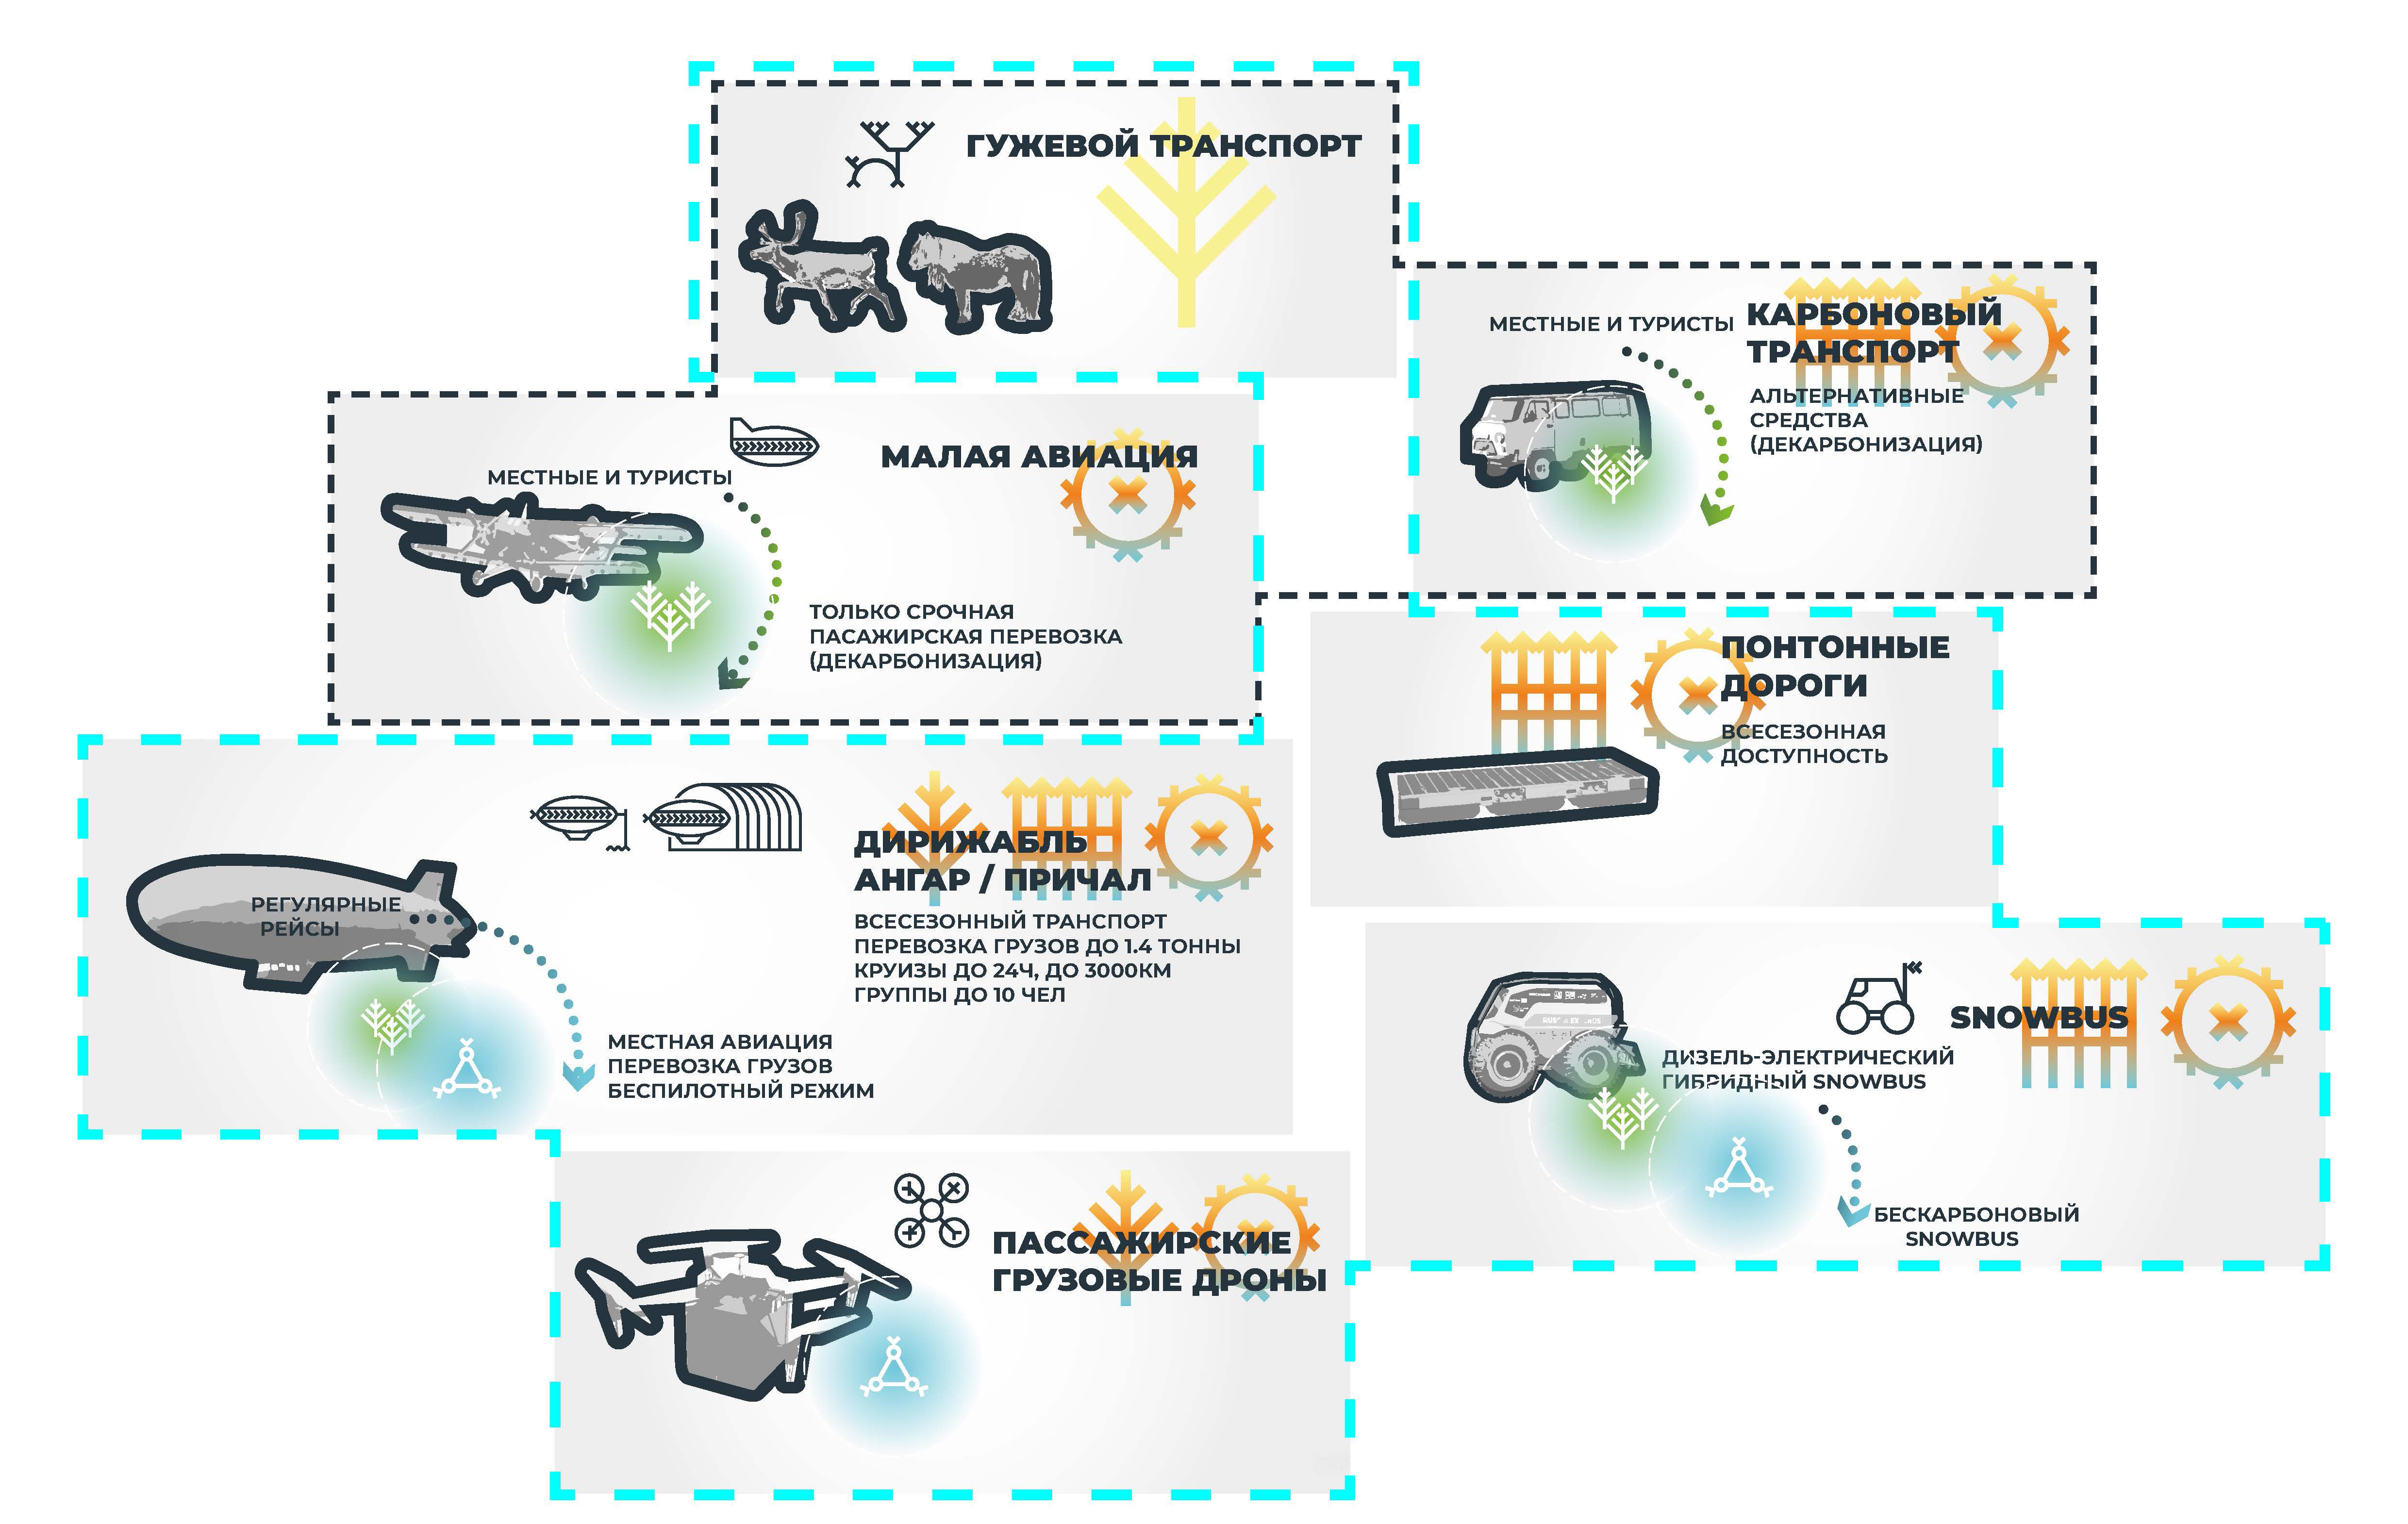 ГУЖЕВОЙ ТРАНСПОРТ
МЕСТНЫЕ И ТУРИСТЫ
КАРБОНОВЫЙ
ТРАНСПОРТ
АЛЬТЕРНАТИВНЫЕ
СРЕДСТВА
(ДЕКАРБОНИЗАЦИЯ)
МАЛАЯ АВИАЦИЯ
МЕСТНЫЕ И ТУРИСТЫ
ТОЛЬКО СРОЧНАЯ
ПАСАЖИРСКАЯ ПЕРЕВОЗКА
(ДЕКАРБОНИЗАЦИЯ)
ПОНТОННЫЕ
ДОРОГИ
ВСЕСЕЗОННАЯ
ДОСТУПНОСТЬ
ДИРИЖАБЛЬ
АНГАР / ПРИЧАЛ
ВСЕСЕЗОННЫЙ ТРАНСПОРТ
ПЕРЕВОЗКА ГРУЗОВ ДО 1.4 ТОННЫ
КРУИЗЫ ДО 24Ч, ДО 3000КМ
ГРУППЫ ДО 10 ЧЕЛ
РЕГУЛЯРНЫЕ
РЕЙСЫ
МЕСТНАЯ АВИАЦИЯ
ПЕРЕВОЗКА ГРУЗОВ
БЕСПИЛОТНЫЙ РЕЖИМ
SNOWBUS
ДИЗЕЛЬ-ЭЛЕКТРИЧЕСКИЙ
ГИБРИДНЫЙ SNOWBUS
БЕСКАРБОНОВЫЙ
SNOWBUS
ПАССАЖИРСКИЕ
ГРУЗОВЫЕ ДРОНЫ